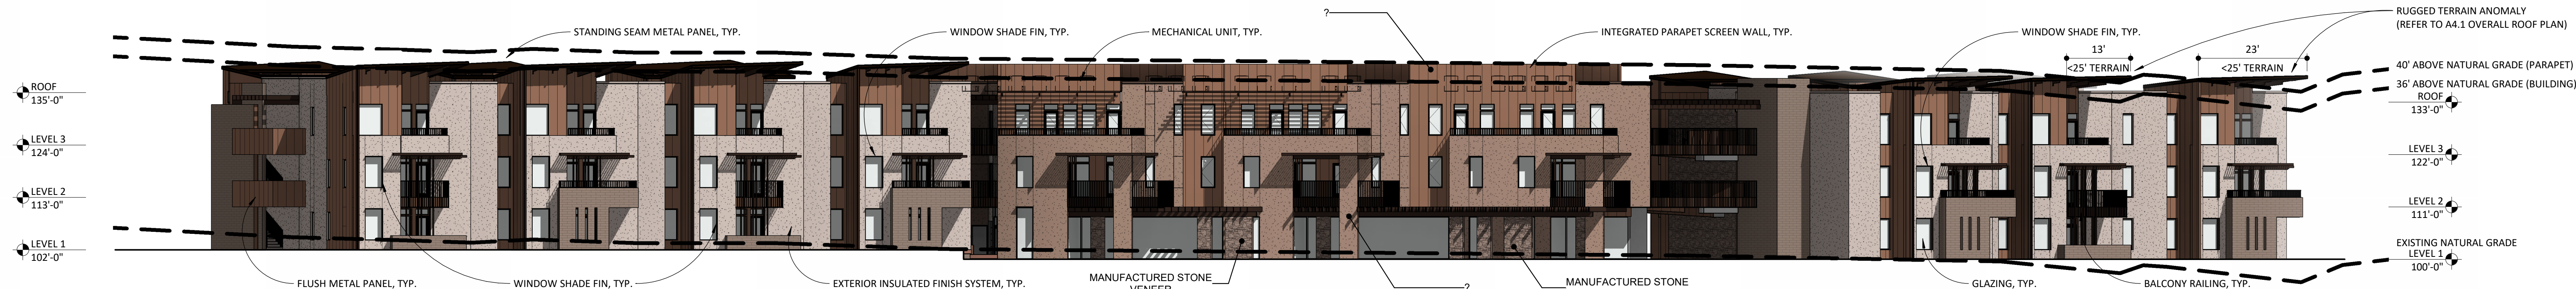 ?
RUGGED TERRAIN ANOMALY
(REFER TO A4.1 OVERALL ROOF PLAN)
STANDING SEAM METAL PANEL, TYP.
WINDOW SHADE FIN, TYP.
MECHANICAL UNIT, TYP.
INTEGRATED PARAPET SCREEN WALL, TYP.
WINDOW SHADE FIN, TYP.
13'
<25' TERRAIN
23'
<25' TERRAIN
40' ABOVE NATURAL GRADE (PARAPET)
36' ABOVE NATURAL GRADE (BUILDING)
ROOF
135'-0"
ROOF
133'-0"
LEVEL 3
124'-0"
LEVEL 3
122'-0"
LEVEL 2
113'-0"
LEVEL 2
111'-0"
LEVEL 1
102'-0"
EXISTING NATURAL GRADE
LEVEL 1
100'-0"
FLUSH METAL PANEL, TYP.
WINDOW SHADE FIN, TYP.
EXTERIOR INSULATED FINISH SYSTEM, TYP.
MANUFACTURED STONE
VENEER
?
MANUFACTURED STONE
GLAZING, TYP.
BALCONY RAILING, TYP.